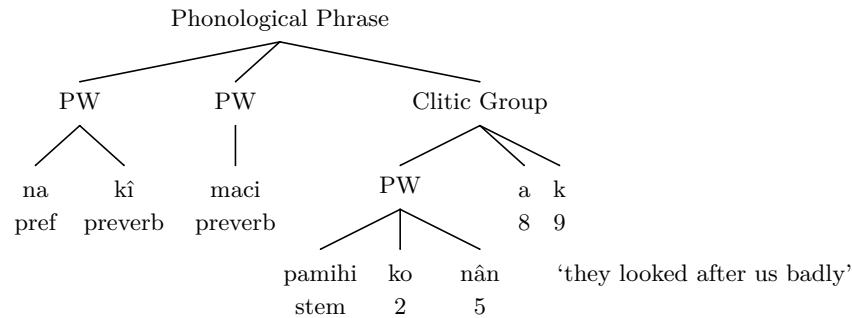 Phonological Phrase
PW PW Clitic Group
na kî maci PW a k
pref preverb preverb 8 9
pamihi ko nân ‘they looked after us badly’
stem 2 5